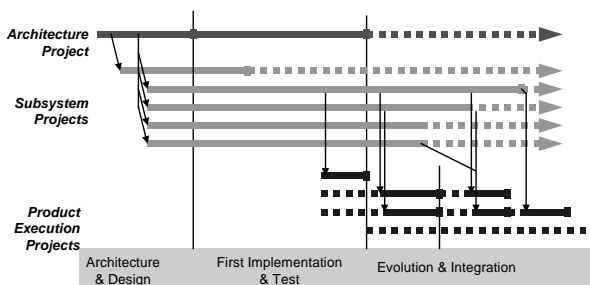 Architecture
Project
Subsystem
Projects
Product
Execution
Projects
Architecture
& Design
First Implementation
& Test
Evolution & Integration